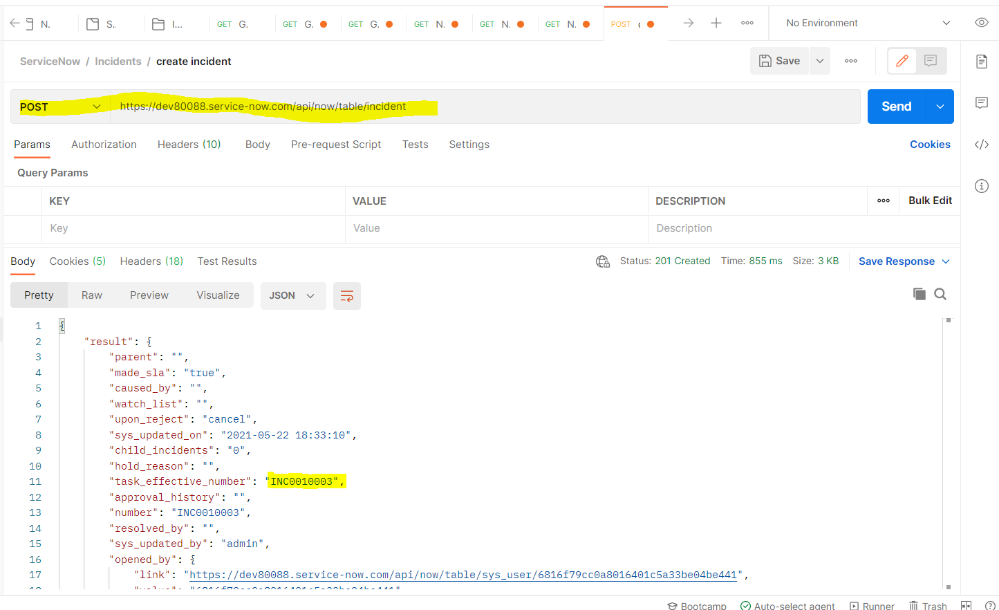 N. S.. I... GET G. GET G. GET G. GET N. GET N. GET N. POST No Environment
ServiceNow / Incidents / create incident Save
POST https://dev80088.service-now.com/api/now/table/incident Send
Params Authorization Headers (10) Body Pre-request Script Tests Settings Cookies
Query Params
KEY VALUE DESCRIPTION Bulk Edit
Key Value Description
Body Cookies (5) Headers (18) Test Results Status: 201 Created Time: 855 ms Size: 3 KB Save Response
Pretty Raw Preview Visualize JSON
1 {
2 "result": {
3 "parent": "",
4 "made_sla": "true",
5 "caused_by": "",
6 "watch_list": "",
7 "upon_reject": "cancel",
8 "sys_updated_on": "2021-05-22 18:33:10",
9 "child_incidents": "0",
10 "hold_reason": "",
11 "task_effective_number": "INC0010003",
12 "approval_history": "",
13 "number": "INC0010003",
14 "resolved_by": "",
15 "sys_updated_by": "admin",
16 "opened_by": {
17 "link": "https://dev80088.service-now.com/api/now/table/sys_user/6816f79cc0a8016401c5a33be04be441",
18 "value": "6816f79cc0a8016401c5a33be04be441"
Bootcamp Auto-select agent Runner Trash